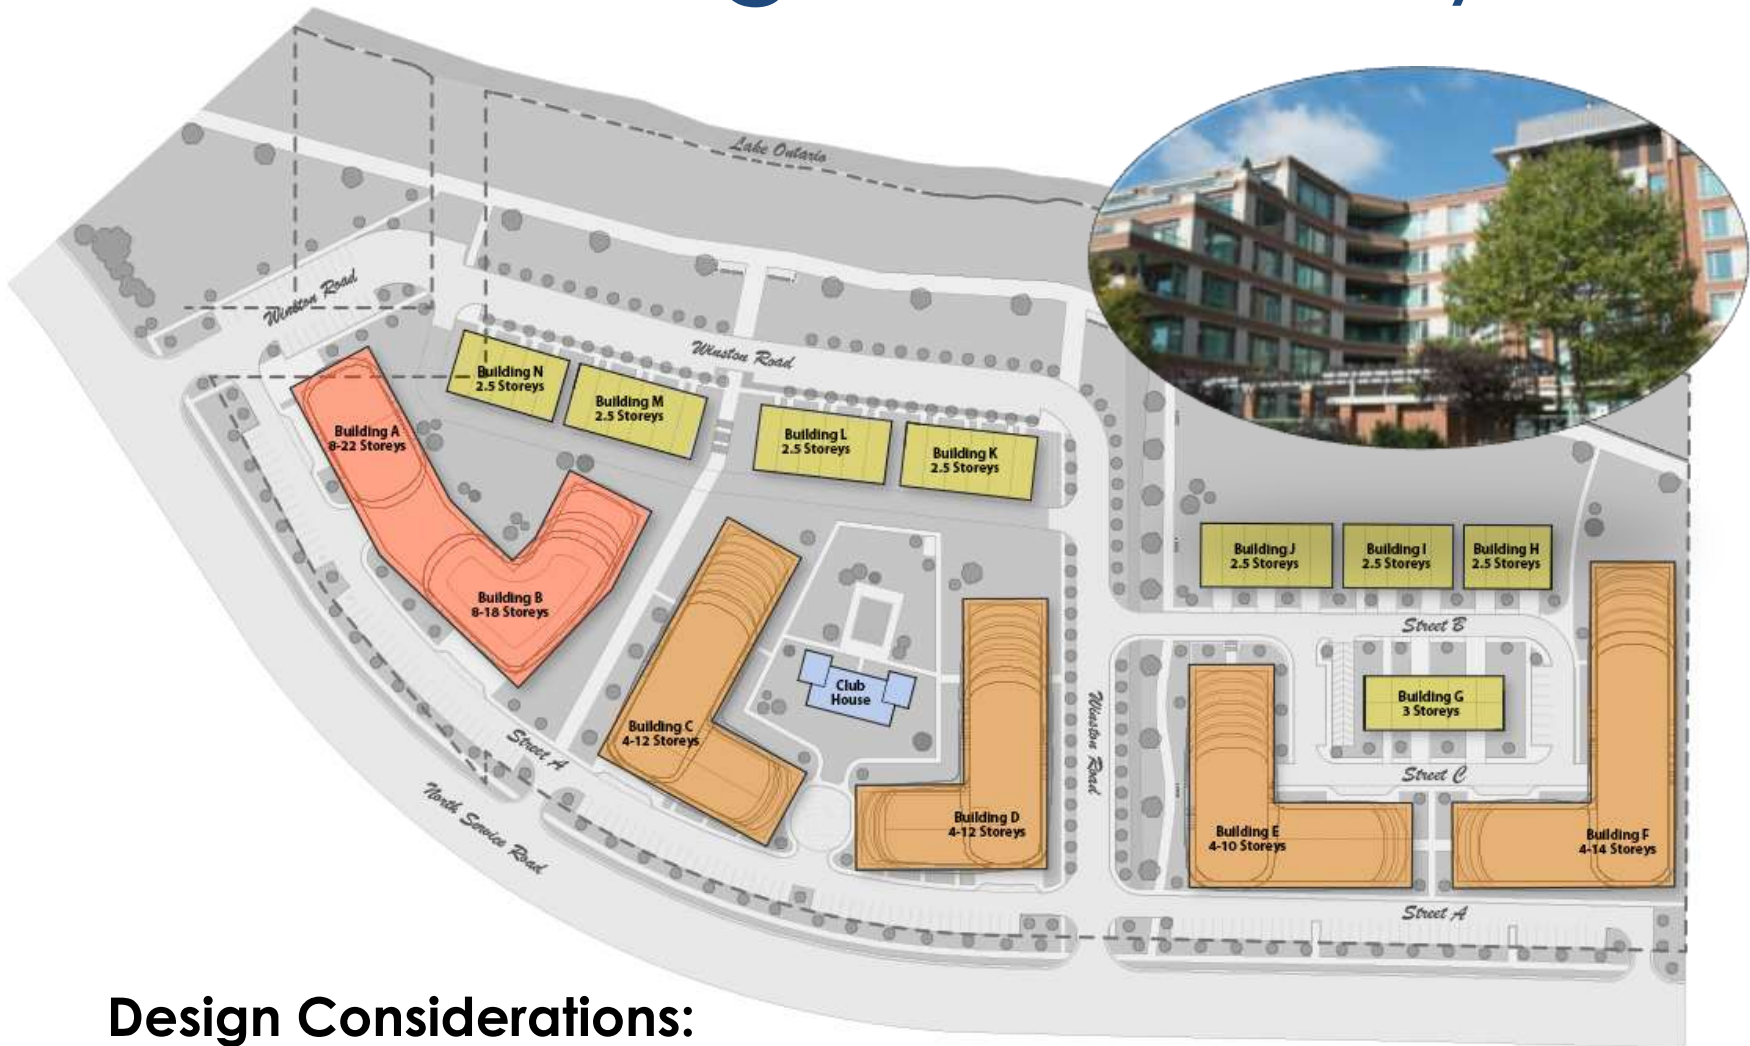 Lake Ontario
Winston Road
Winston Road
Building N
2.5 Storeys
Building M
2.5 Storeys
Building A
8-22 Storeys
Building L
2.5 Storeys
Building K
2.5 Storeys
Building J
2.5 Storeys
Building I
2.5 Storeys
Building H
2.5 Storeys
Building B
8-18 Storeys
Street B
Club
House
Building G
3 Storeys
Building C
4-12 Storeys
Street A
Winston Road
Street C
North Service Road
Building D
4-12 Storeys
Building E
4-10 Storeys
Building F
4-14 Storeys
Street A
Design Considerations: